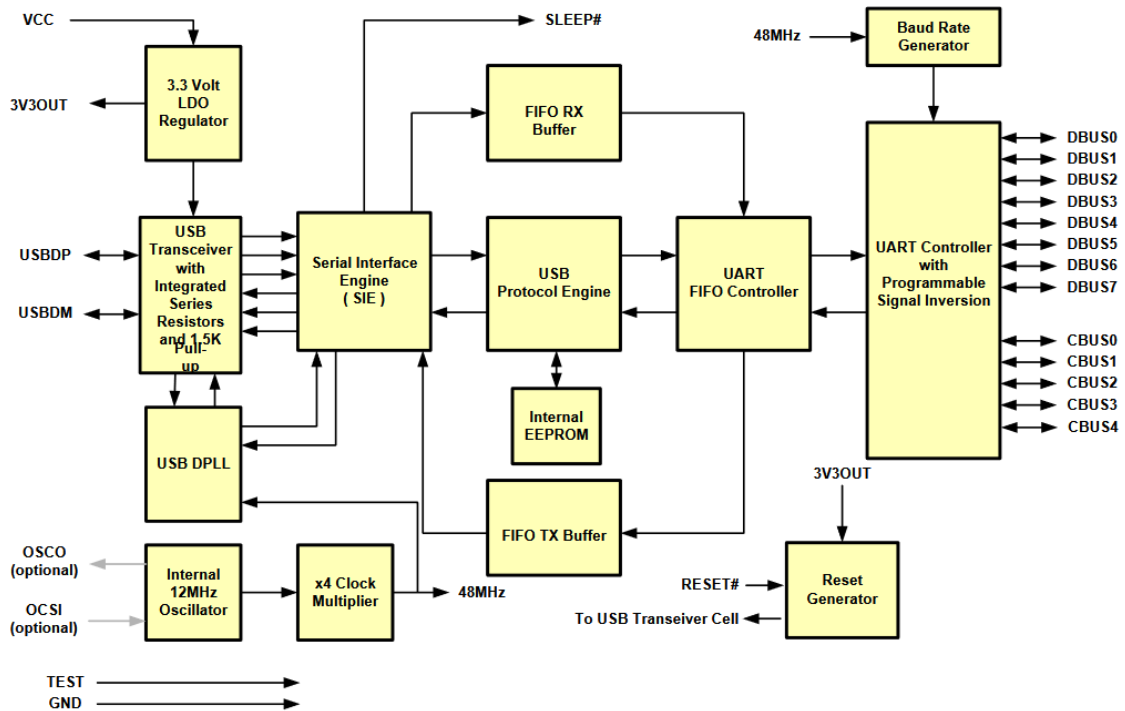 VCC
SLEEP#
48MHz
Baud Rate
Generator
3.3 Volt
LDO
Regulator
3V3OUT
FIFO RX
Buffer
DBUS0
DBUS1
DBUS2
DBUS3
DBUS4
DBUS5
DBUS6
DBUS7
USBDP
USBDM
USB
Transceiver
with
Integrated
Series
Resistors
and 1.5K
Pull-
up
Serial Interface
Engine
( SIE )
USB
Protocol Engine
UART
FIFO Controller
UART Controller
with
Programmable
Signal Inversion
CBUS0
CBUS1
CBUS2
CBUS3
CBUS4
Internal
EEPROM
USB DPLL
3V3OUT
FIFO TX Buffer
OSCO
(optional)
OCSI
(optional)
Internal
12MHz
Oscillator
x4 Clock
Multiplier
48MHz
RESET#
Reset
Generator
To USB Transeiver Cell
TEST
GND